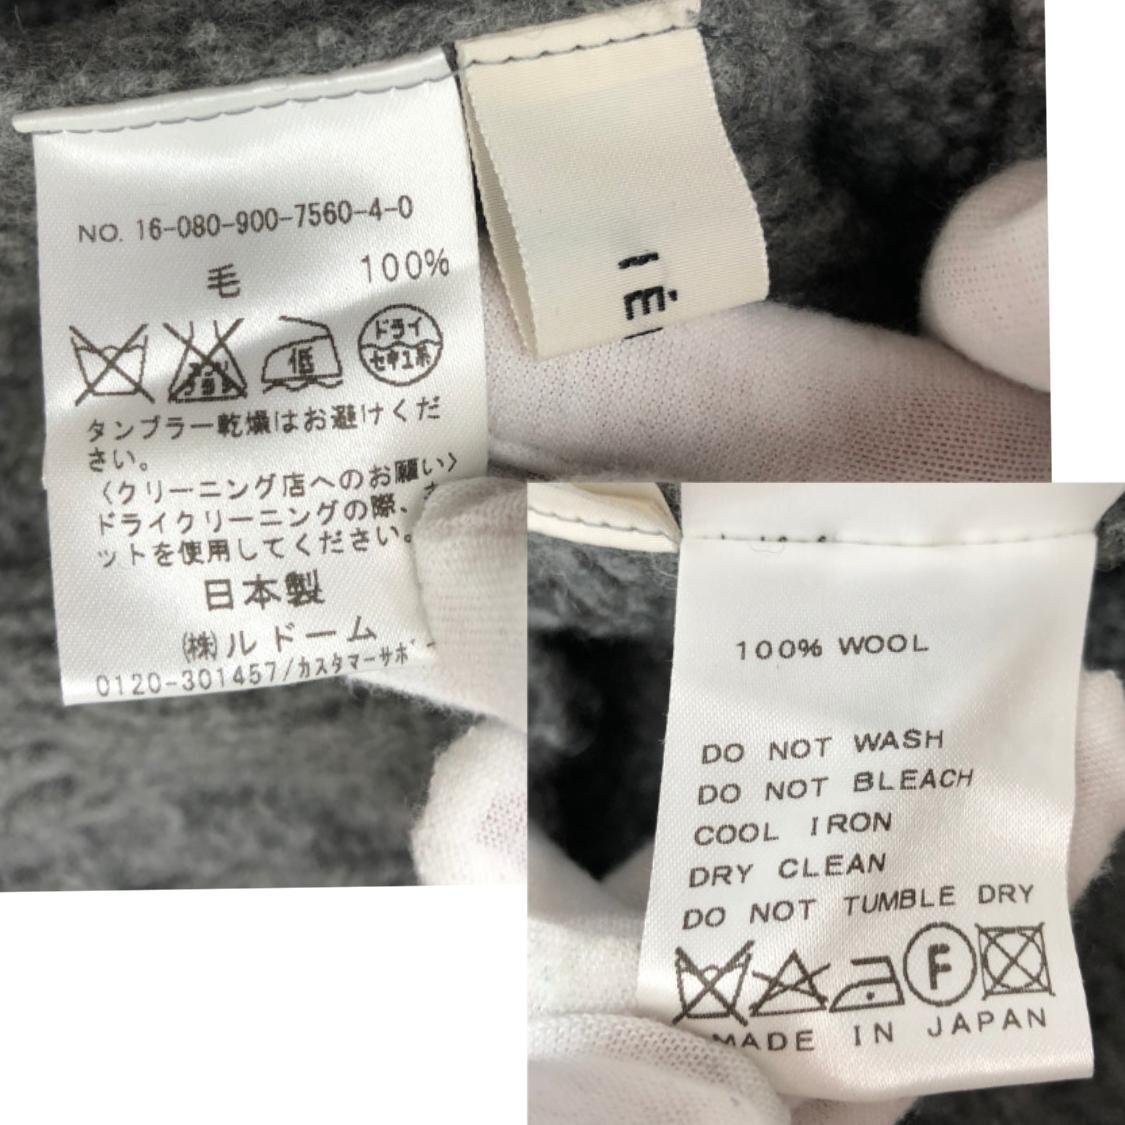 NO. 16-080-900-7560-4-0
毛 100%
低
ドライ
セキユ系
タンブラー乾燥はお避けくだ
さい。
〈クリーニング店へのお願い〉
ドライクリーニングの際、
ットを使用してください。
日本製
㈱ルドーム
0120-301457/カスタマーサポ
100% WOOL
DO NOT WASH
DO NOT BLEACH
COOL IRON
DRY CLEAN
DO NOT TUMBLE DRY
F
MADE IN JAPAN